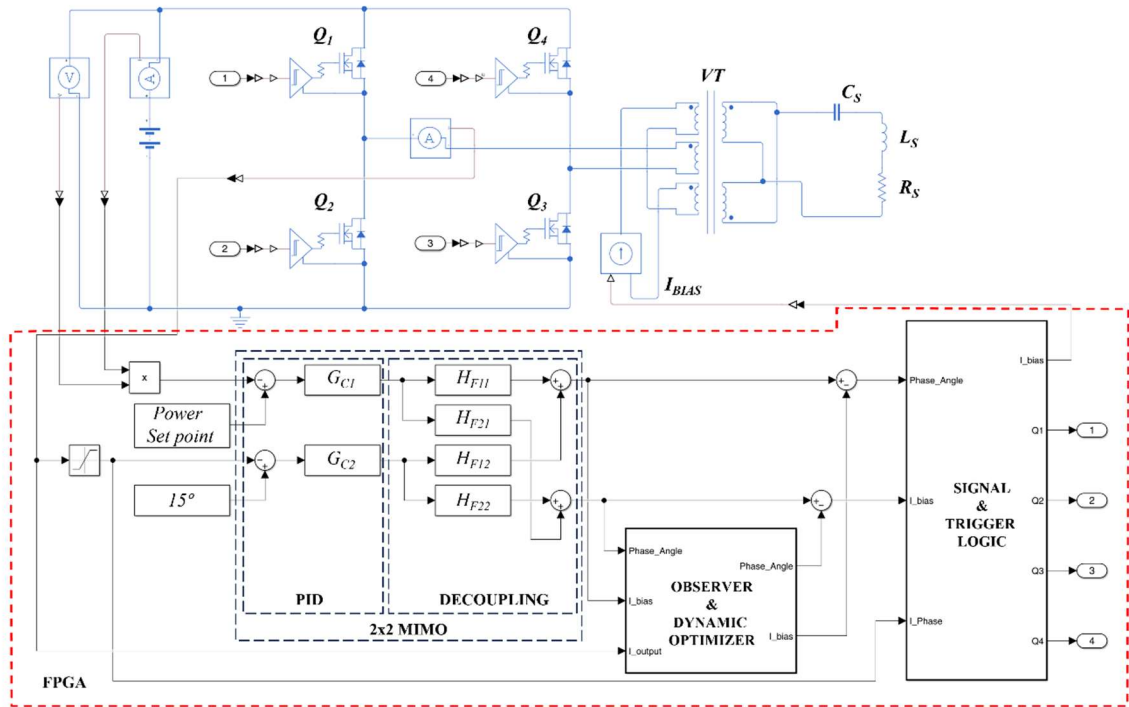 Q1
Q4
VT
CS
V
A
1
4
A
LS
RS
Q2
Q3
2
3
IBIAS
I_bias
x
GC1
HF11
Phase_Angle
Power
Set point
HF21
Q1
1
GC2
HF12
15º
HF22
I_bias
SIGNAL
&
TRIGGER
LOGIC
Q2
2
Phase_Angle
Phase_Angle
OBSERVER
&
DYNAMIC
OPTIMIZER
Q3
3
PID
DECOUPLING
I_bias
I_Phase
2x2 MIMO
I_bias
Q4
4
I_output
FPGA